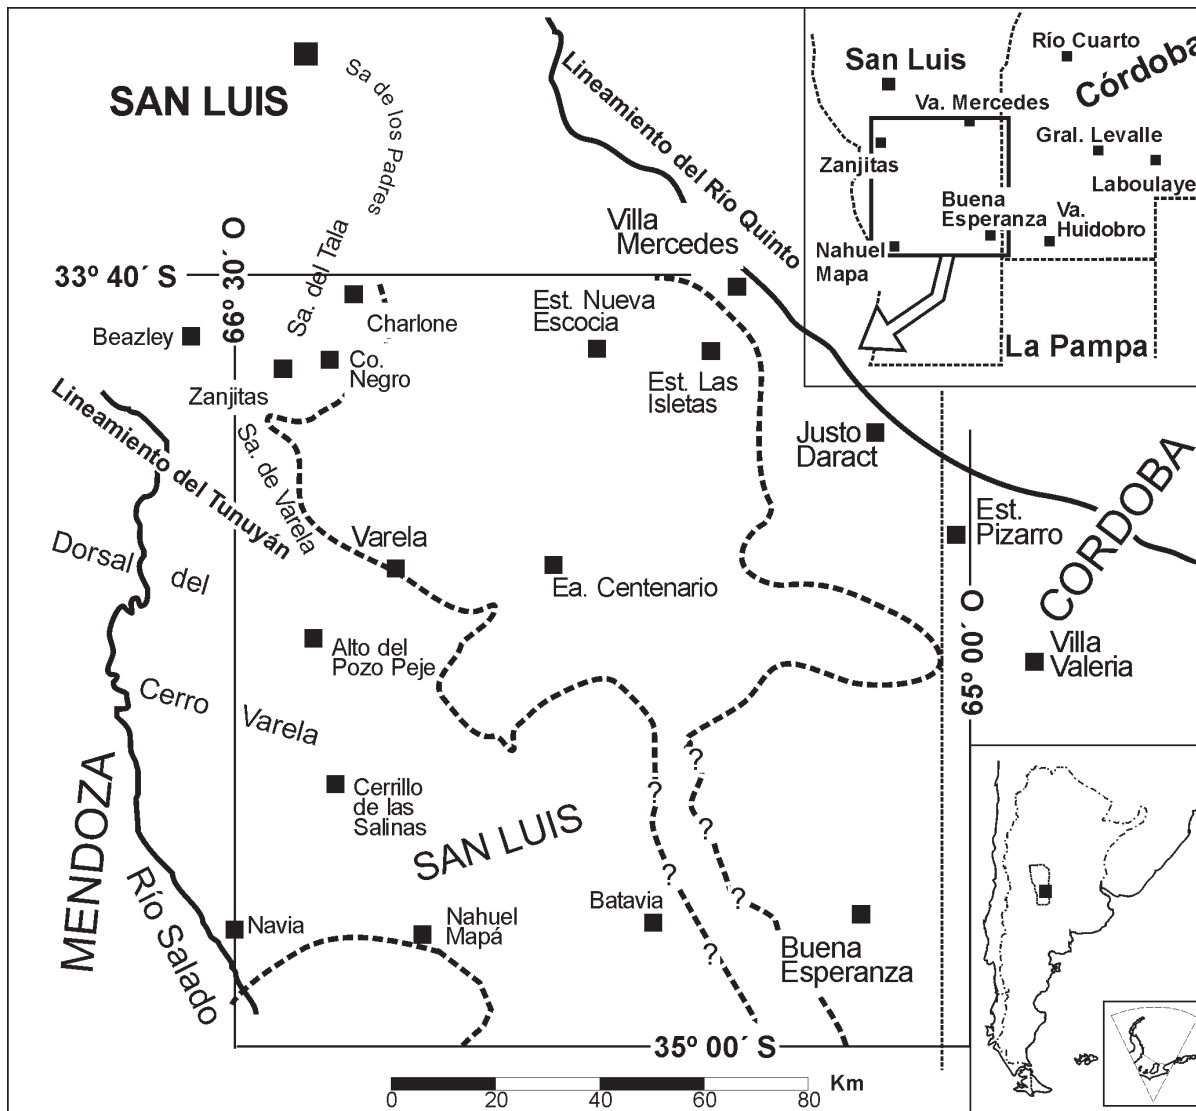 SAN LUIS
Sa de los Padres
Lineamiento del Río Quinto
San Luis
Río Cuarto
Córdoba
Va. Mercedes
Gral. Levalle
Zanjitas
Laboulaye
Buena
Esperanza
Va.
Huidobro
Nahuel
Mapa
La Pampa
33º 40´ S
66º 30´ O
Sa. del Tala
Villa
Mercedes
Charlone
Est. Nueva
Escocia
Beazley
Co.
Negro
Zanjitas
Est. Las
Isletas
Lineamiento del Tunuyán
Sa. de Varela
Justo
Daract
CORDOBA
Est.
Pizarro
Dorsal del
Cerro Varela
Varela
Ea. Centenario
Alto del
Pozo Peje
65º 00´ O
Villa
Valeria
MENDOZA
Cerrillo
de las
Salinas
SAN LUIS
?
?
?
?
?
?
?
Río Salado
Navia
Nahuel
Mapá
Batavia
Buena
Esperanza
35º 00´ S
Km
0 20 40 60 80